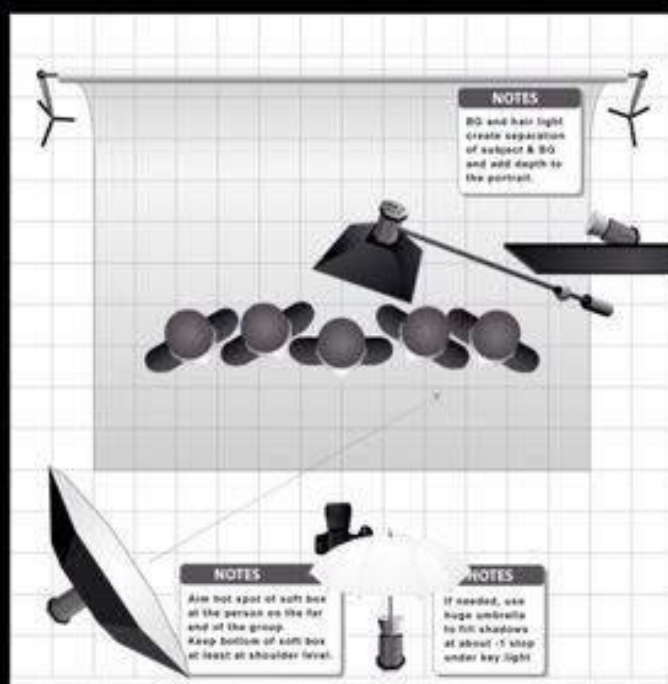 NOTES
BG and hair light
create separation
of subject & BG
and add depth to
the portrait.
NOTES
Aim hot spot of soft box
at the person on the far
end of the group.
Keep bottom of soft box
at least at shoulder level.
NOTES
If needed, use
huge umbrella
to fill shadows
at about -1 stop
under key light